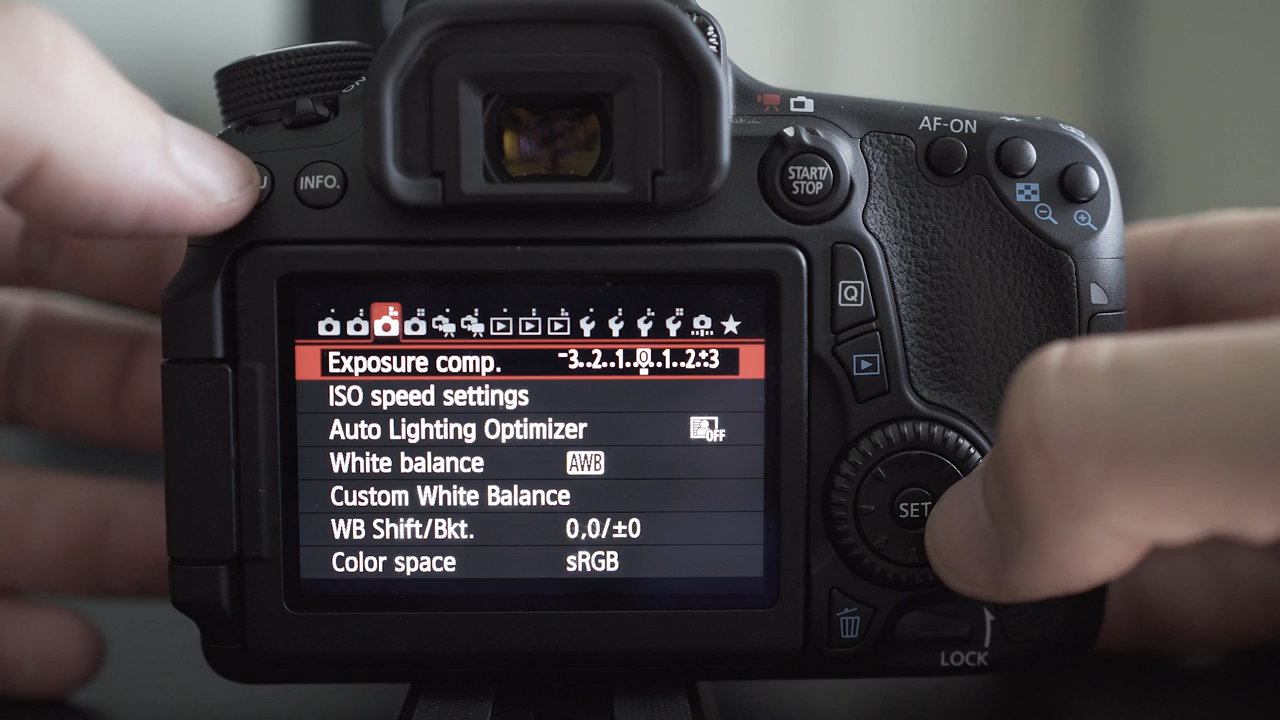 ON
INFO.
START/
STOP
AF-ON
Q
Exposure comp. -3..2..1..0..1..2..+3
ISO speed settings
Auto Lighting Optimizer OFF
White balance AWB
Custom White Balance
WB Shift/Bkt. 0,0/±0
Color space sRGB
SET
LOCK